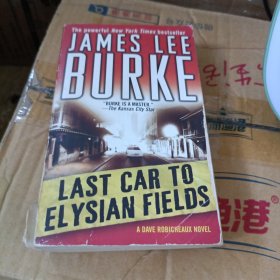 The powerful New York Times bestseller
JAMES LEE
BURKE
"BURKE IS A MASTER."
—The Kansas City Star
LAST CAR TO
ELYSIAN FIELDS
A DAVE ROBICHEAUX NOVEL
港